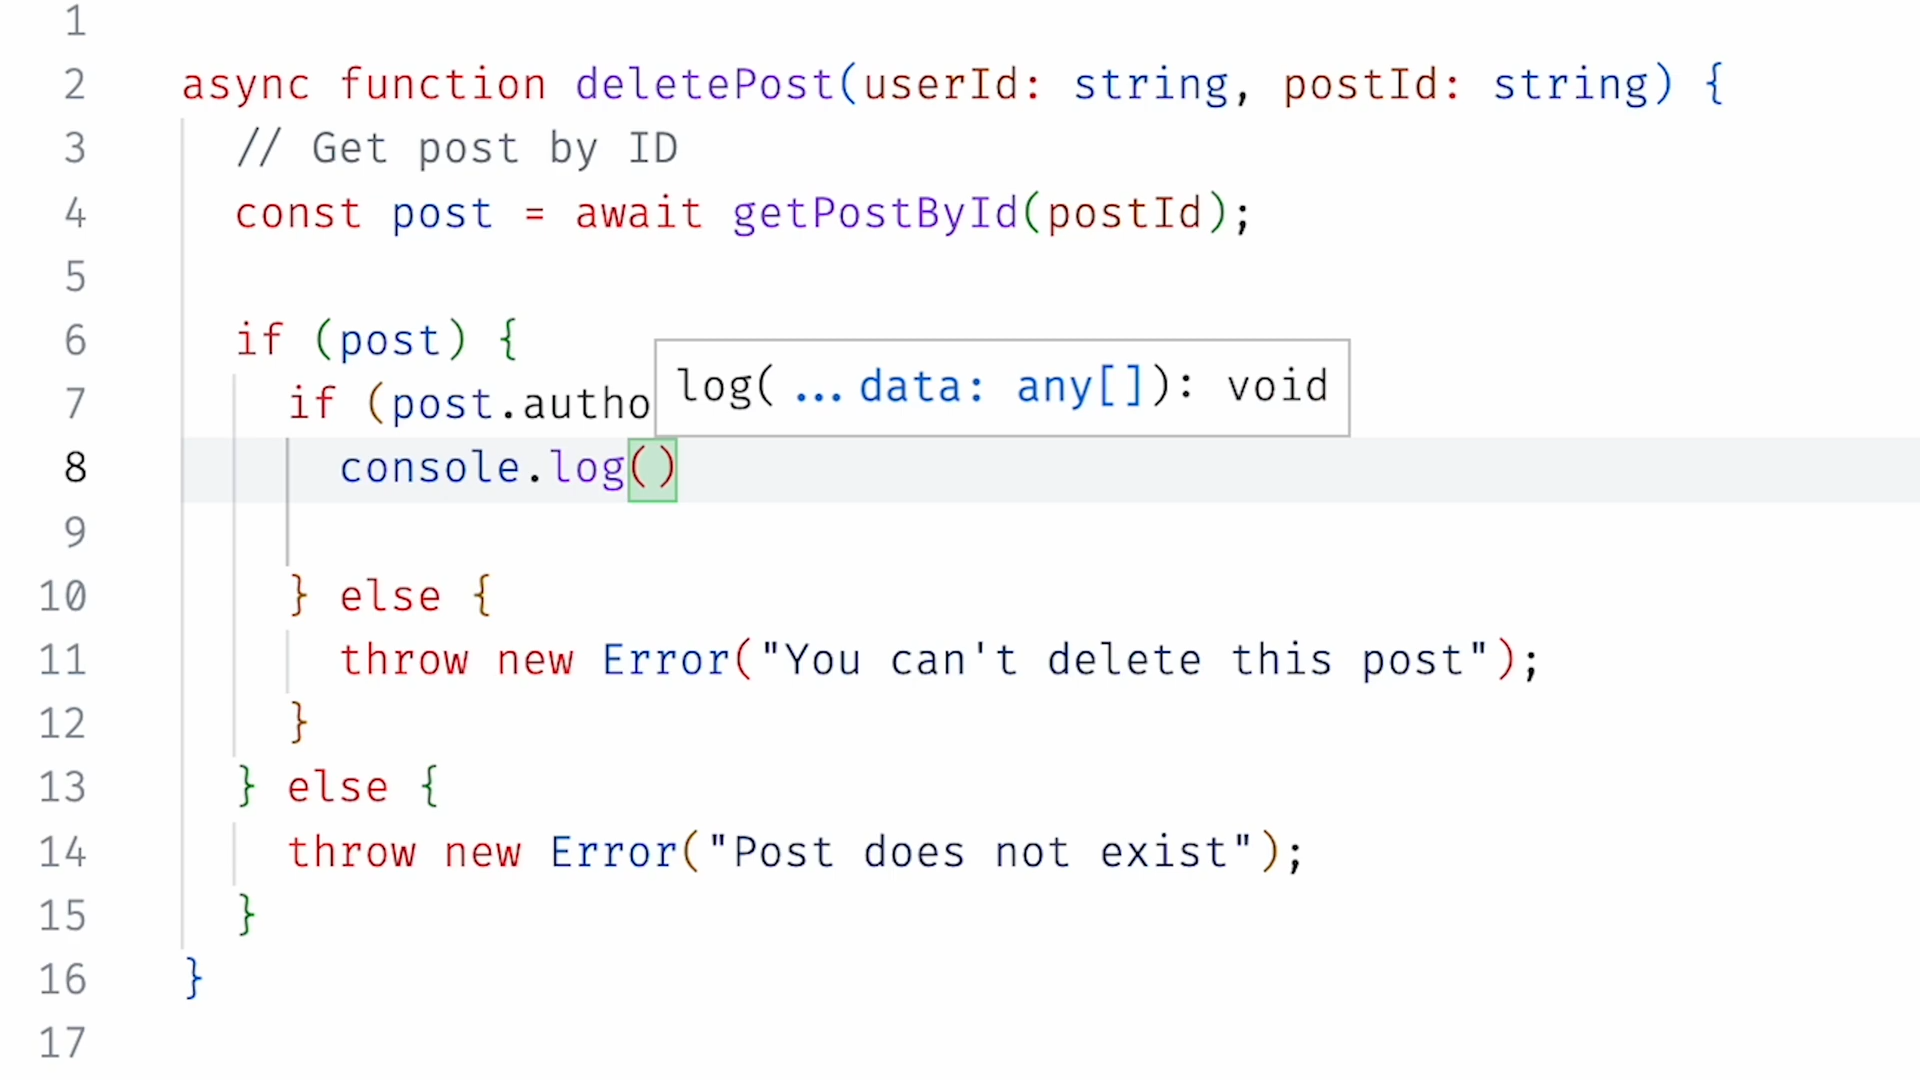 1
2 async function deletePost(userId: string, postId: string) {
3 // Get post by ID
4 const post = await getPostById(postId);
5
6 if (post) {
log(...data: any[]): void
7 if (post.autho
8 console.log()
9
10 } else {
11 throw new Error("You can't delete this post");
12 }
13 } else {
14 throw new Error("Post does not exist");
15 }
16 }
17